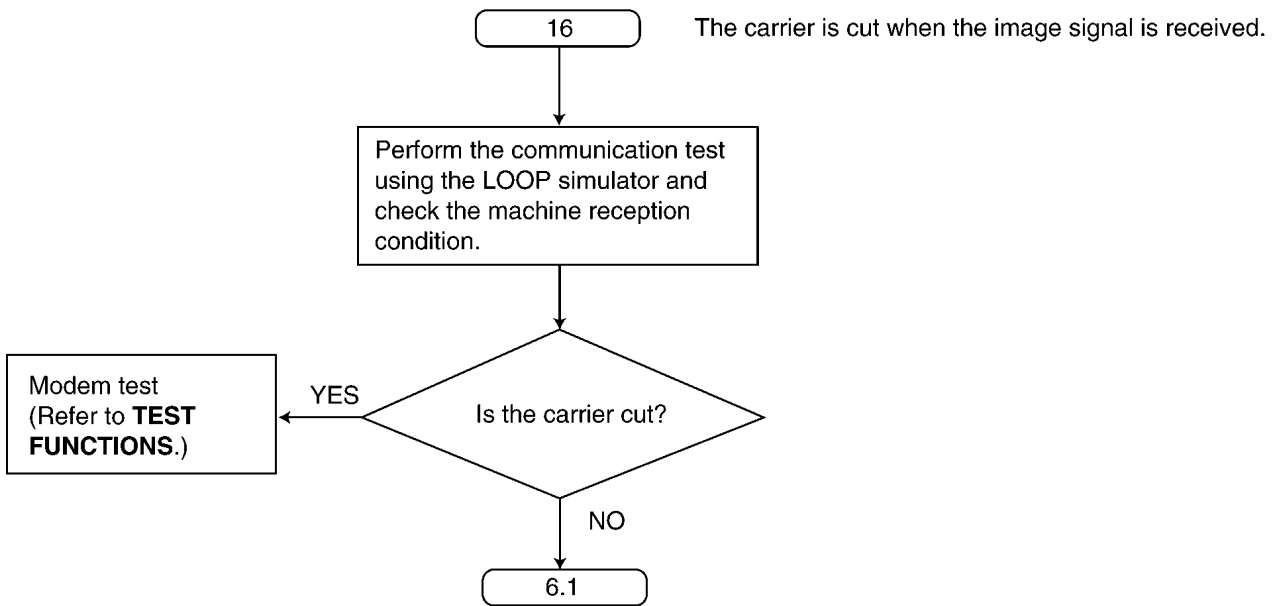 16
The carrier is cut when the image signal is received.
Perform the communication test
using the LOOP simulator and
check the machine reception
condition.
Is the carrier cut?
YES
Modem test
(Refer to TEST
FUNCTIONS.)
NO
6.1